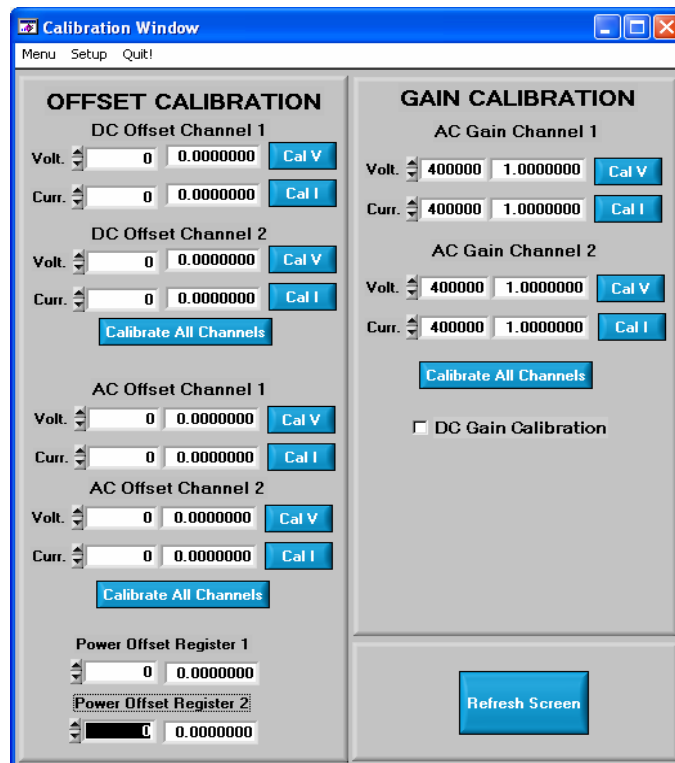 Calibration Window
Menu Setup Quit!
OFFSET CALIBRATION
DC Offset Channel 1
Volt. 0 0.0000000 Cal V
Curr. 0 0.0000000 Cal I
DC Offset Channel 2
Volt. 0 0.0000000 Cal V
Curr. 0 0.0000000 Cal I
Calibrate All Channels
AC Offset Channel 1
Volt. 0 0.0000000 Cal V
Curr. 0 0.0000000 Cal I
AC Offset Channel 2
Volt. 0 0.0000000 Cal V
Curr. 0 0.0000000 Cal I
Calibrate All Channels
Power Offset Register 1
0 0.0000000
Power Offset Register 2
0 0.0000000
GAIN CALIBRATION
AC Gain Channel 1
Volt. 400000 1.0000000 Cal V
Curr. 400000 1.0000000 Cal I
AC Gain Channel 2
Volt. 400000 1.0000000 Cal V
Curr. 400000 1.0000000 Cal I
Calibrate All Channels
DC Gain Calibration
Refresh Screen